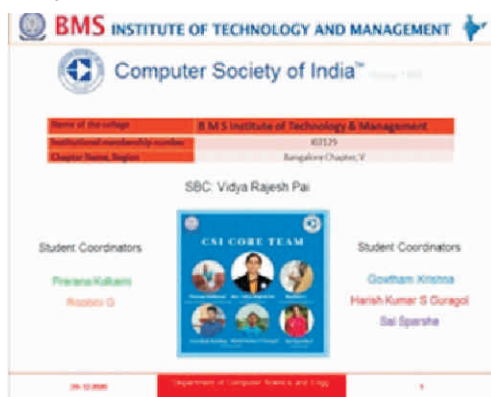 BMS INSTITUTE OF TECHNOLOGY AND MANAGEMENT
Computer Society of India™
Name of the college B M S Institute of Technology & Management
Institutional membership number
Chapter Name, Region Bangalore Chapter, V
SBC: Vidya Rajesh Pai
Student Coordinators
Prerana Kulkarni
Roobini G
CSI CORE TEAM
Student Coordinators
Gowtham Krishna
Harish Kumar S Guragol
Sai Sparsha
Department of Computer Science and Engg